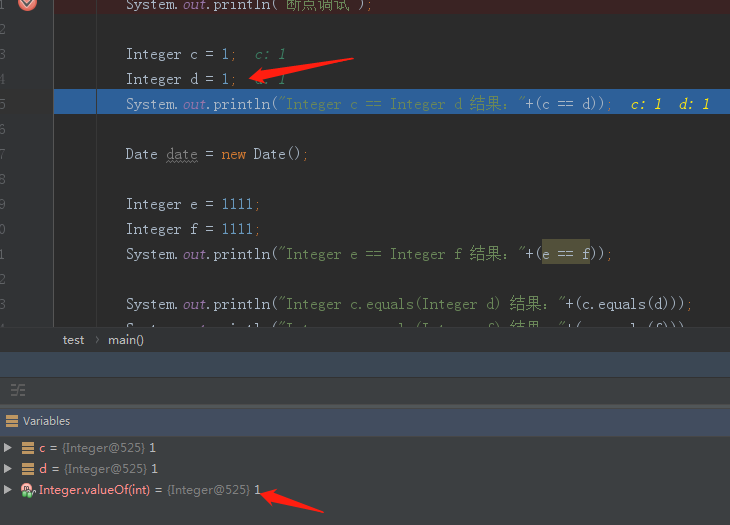 1 System.out.println("断点调试");
2
3 Integer c = 1; c: 1
4 Integer d = 1; d: 1
5 System.out.println("Integer c == Integer d 结果："+(c == d)); c: 1 d: 1
6
7 Date date = new Date();
8
9 Integer e = 1111;
0 Integer f = 1111;
1 System.out.println("Integer e == Integer f 结果："+(e == f));
2
3 System.out.println("Integer c.equals(Integer d) 结果："+(c.equals(d)));
test › main()
Variables
c = {Integer@525} 1
d = {Integer@525} 1
Integer.valueOf(int) = {Integer@525} 1